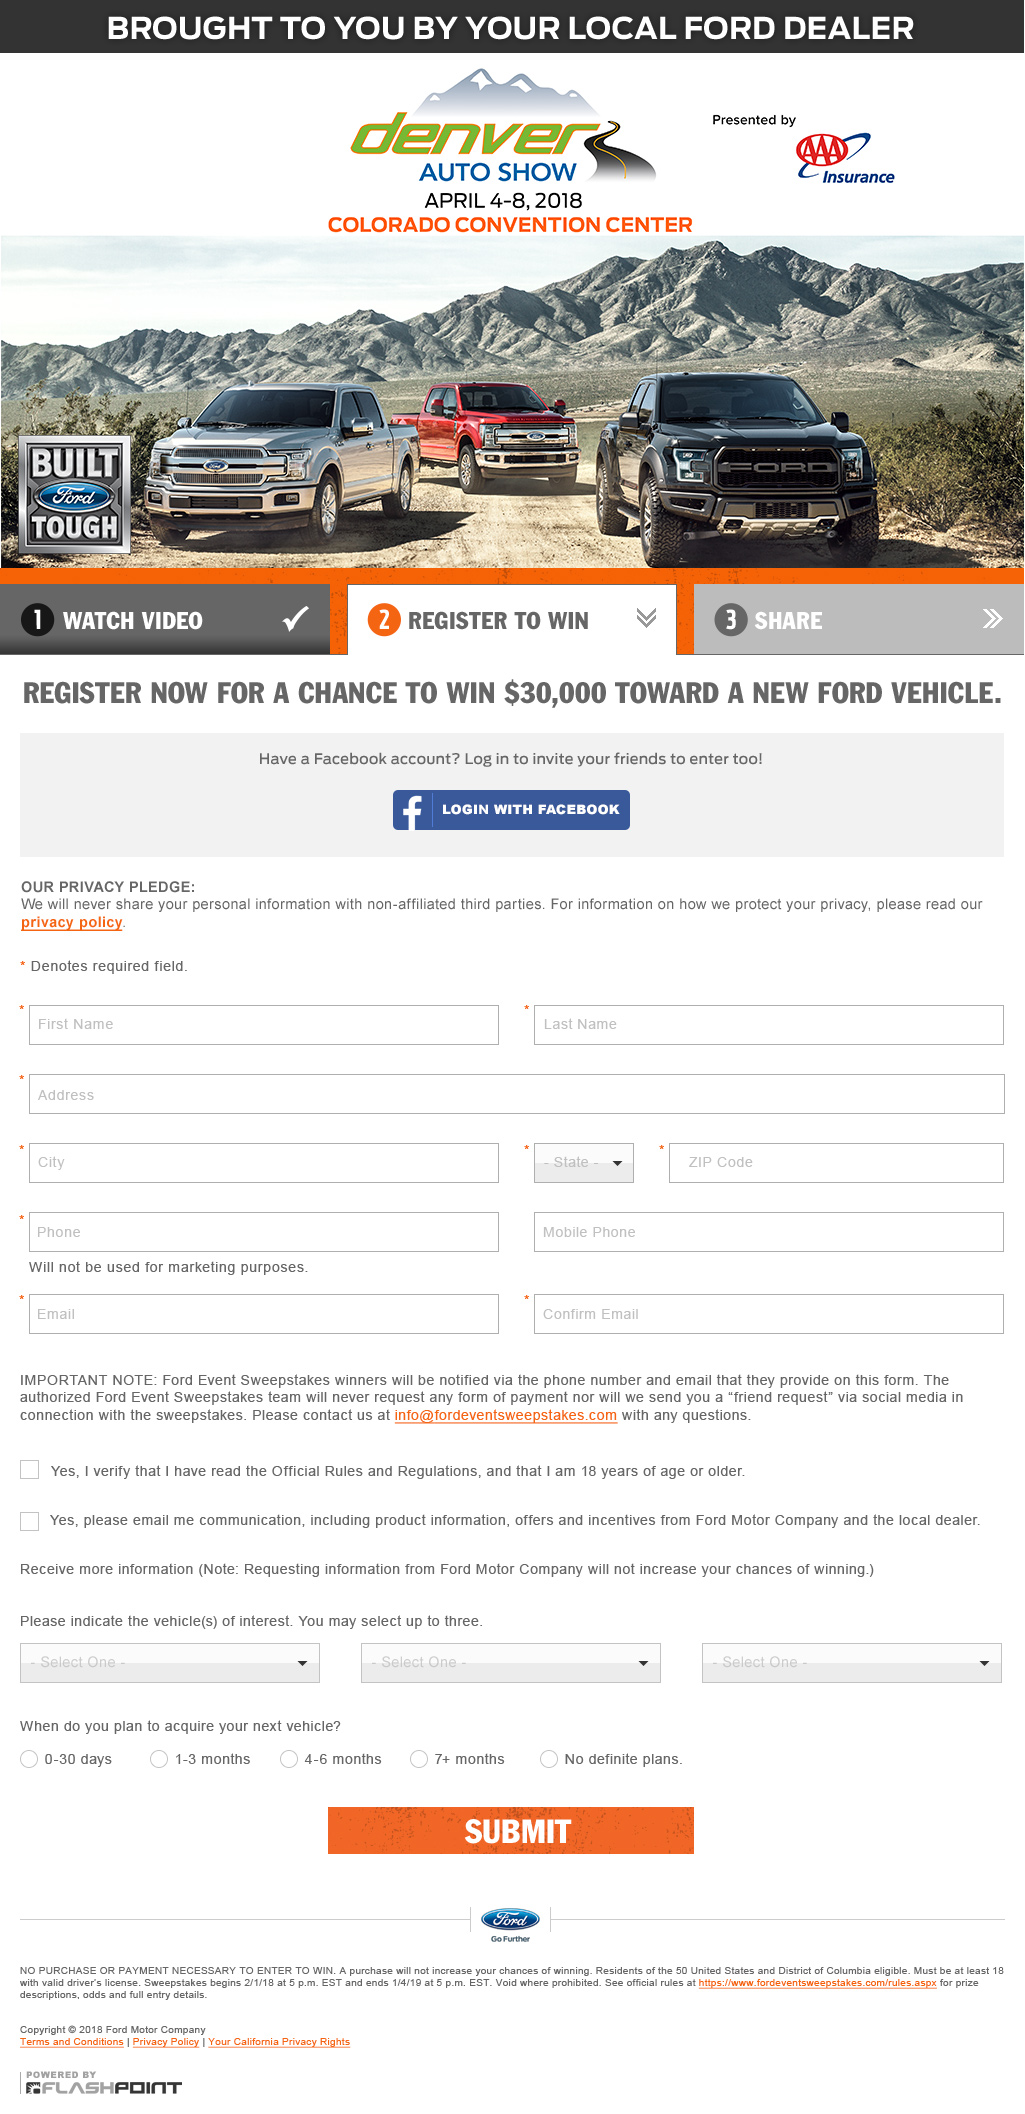 BROUGHT TO YOU BY YOUR LOCAL FORD DEALER
denver
AUTO SHOW
APRIL 4-8, 2018
COLORADO CONVENTION CENTER
Presented by
AAA
Insurance
BUILT
Ford
TOUGH
Ford
Ford
FORD
1 WATCH VIDEO
2 REGISTER TO WIN
3 SHARE
REGISTER NOW FOR A CHANCE TO WIN $30,000 TOWARD A NEW FORD VEHICLE.
Have a Facebook account? Log in to invite your friends to enter too!
f LOGIN WITH FACEBOOK
OUR PRIVACY PLEDGE:
We will never share your personal information with non-affiliated third parties. For information on how we protect your privacy, please read our
privacy policy.
* Denotes required field.
* First Name
* Last Name
* Address
* City
* - State -
* ZIP Code
* Phone
Mobile Phone
Will not be used for marketing purposes.
* Email
* Confirm Email
IMPORTANT NOTE: Ford Event Sweepstakes winners will be notified via the phone number and email that they provide on this form. The
authorized Ford Event Sweepstakes team will never request any form of payment nor will we send you a “friend request” via social media in
connection with the sweepstakes. Please contact us at info@fordeventsweepstakes.com with any questions.
Yes, I verify that I have read the Official Rules and Regulations, and that I am 18 years of age or older.
Yes, please email me communication, including product information, offers and incentives from Ford Motor Company and the local dealer.
Receive more information (Note: Requesting information from Ford Motor Company will not increase your chances of winning.)
Please indicate the vehicle(s) of interest. You may select up to three.
- Select One -
- Select One -
- Select One -
When do you plan to acquire your next vehicle?
0-30 days
1-3 months
4-6 months
7+ months
No definite plans.
SUBMIT
Ford
Go Further
NO PURCHASE OR PAYMENT NECESSARY TO ENTER TO WIN. A purchase will not increase your chances of winning. Residents of the 50 United States and District of Columbia eligible. Must be at least 18
with valid driver's license. Sweepstakes begins 2/1/18 at 5 p.m. EST and ends 1/4/19 at 5 p.m. EST. Void where prohibited. See official rules at https://www.fordeventsweepstakes.com/rules.aspx for prize
descriptions, odds and full entry details.
Copyright © 2018 Ford Motor Company
Terms and Conditions | Privacy Policy | Your California Privacy Rights
POWERED BY
FLASHPOINT